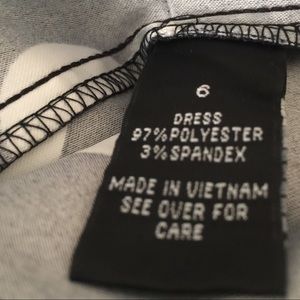 6
DRESS
97% POLYESTER
3% SPANDEX
MADE IN VIETNAM
SEE OVER FOR
CARE